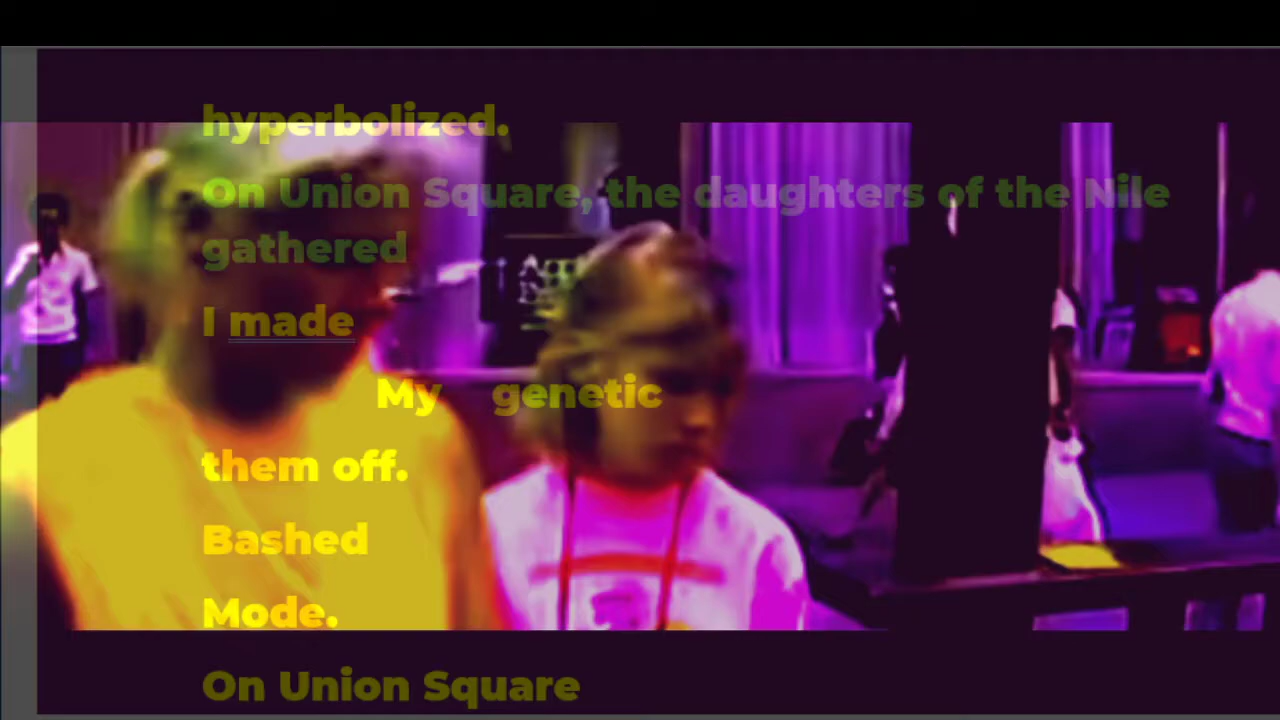 hyperbolized.
On Union Square, the daughters of the Nile
gathered
I made
My genetic
them off.
Bashed
Mode.
On Union Square